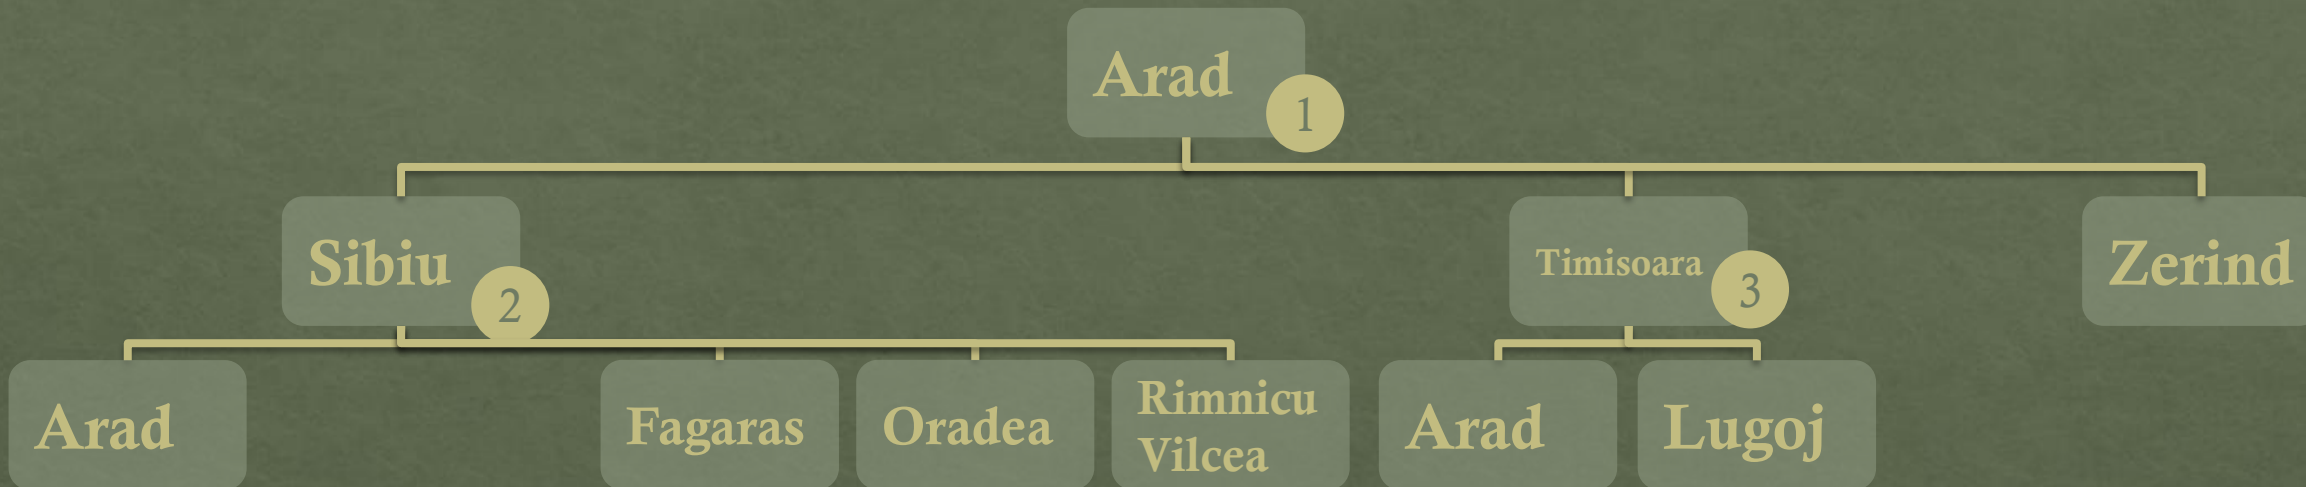 Arad
1
Sibiu
2
Timisoara
3
Zerind
Arad
Fagaras
Oradea
Rimnicu
Vilcea
Arad
Lugoj